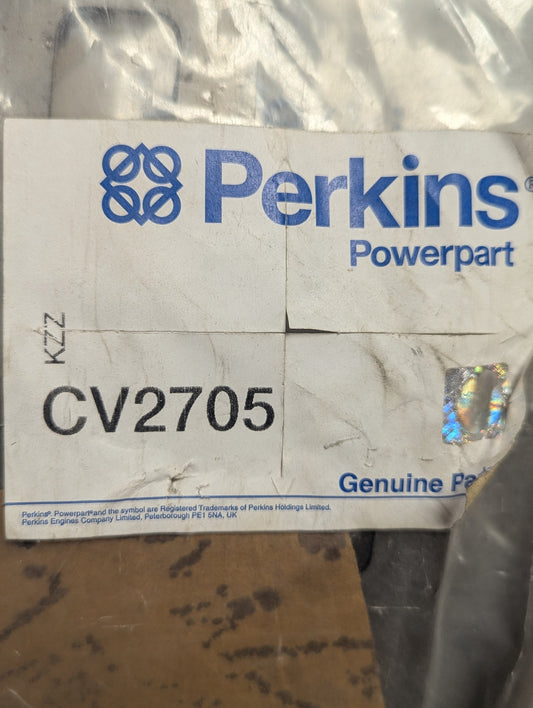 Perkins®
Powerpart
KZZ
CV2705
Genuine
Perkins®. Powerpart® and the symbol are Registered Trademarks of Perkins Holdings Limited.
Perkins Engines Company Limited, Peterborough PE1 5NA, UK